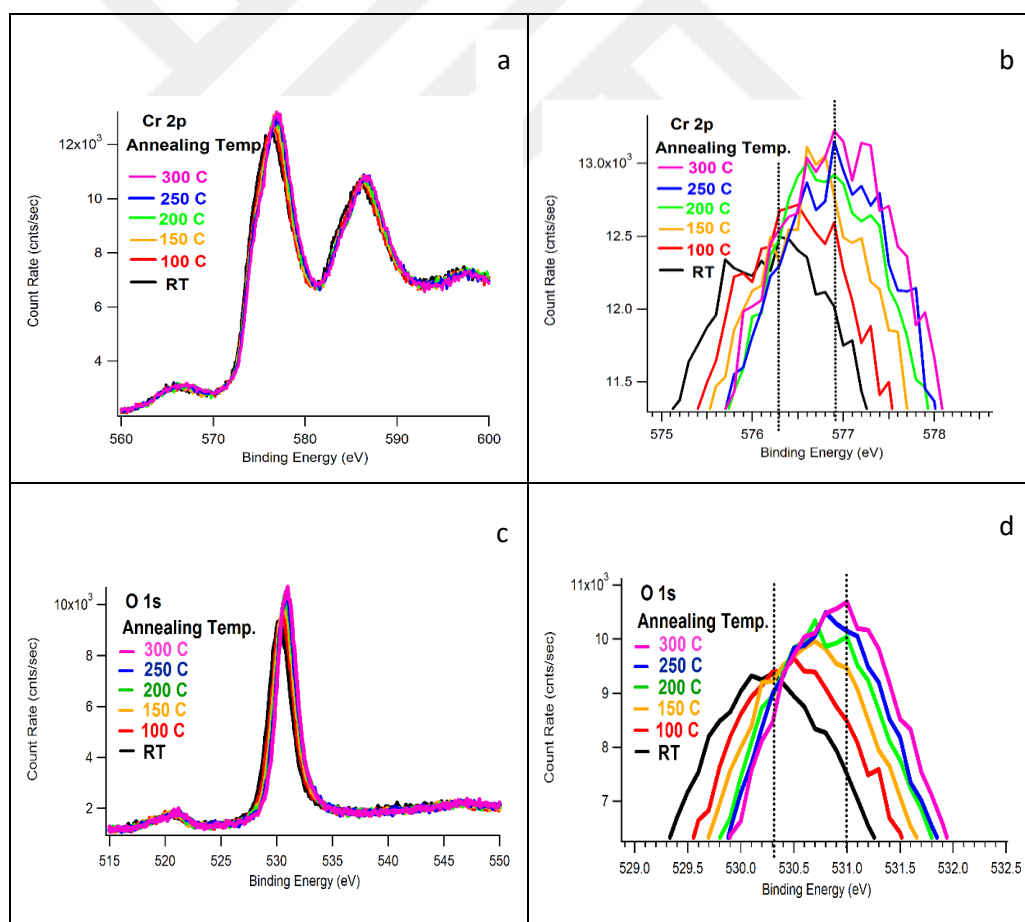 a
Cr 2p
Annealing Temp.
300 C
250 C
200 C
150 C
100 C
RT
12x10³
10
8
6
4
Count Rate (cnts/sec)
560
570
580
590
600
Binding Energy (eV)
b
Cr 2p
Annealing Temp.
300 C
250 C
200 C
150 C
100 C
RT
13.0x10³
12.5
12.0
11.5
Count Rate (cnts/sec)
575
576
577
578
Binding Energy (eV)
c
O 1s
Annealing Temp.
300 C
250 C
200 C
150 C
100 C
RT
10x10³
8
6
4
2
Count Rate (cnts/sec)
515
520
525
530
535
540
545
550
Binding Energy (eV)
d
O 1s
Annealing Temp.
300 C
250 C
200 C
150 C
100 C
RT
11x10³
10
9
8
7
Count Rate (cnts/sec)
529.0
529.5
530.0
530.5
531.0
531.5
532.0
532.5
Binding Energy (eV)